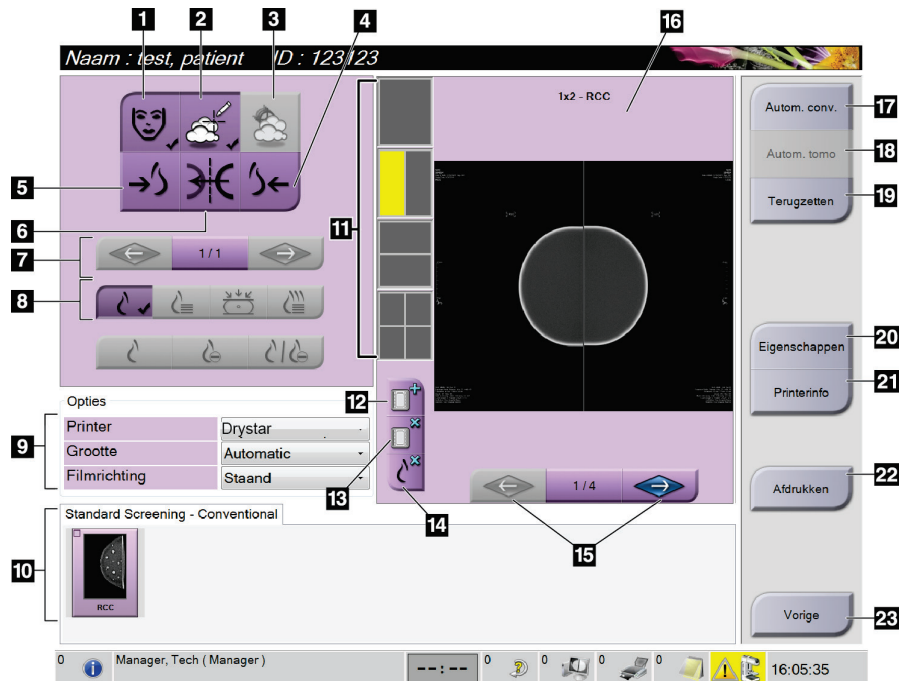 1
2
3
4
16
Naam : test, patient ID : 123123
1x2 - RCC
Autom. conv.
17
Autom. tomo
18
Terugzetten
19
5
6
11
7
1 / 1
8
Eigenschappen
20
Printerinfo
21
Opties
12
9
Printer
Drystar
Grootte
Automatic
Filmrichting
Staand
13
14
1 / 4
15
Afdrukken
22
Standard Screening - Conventional
10
RCC
Vorige
23
0
Manager, Tech ( Manager )
--:--
0
0
0
0
16:05:35